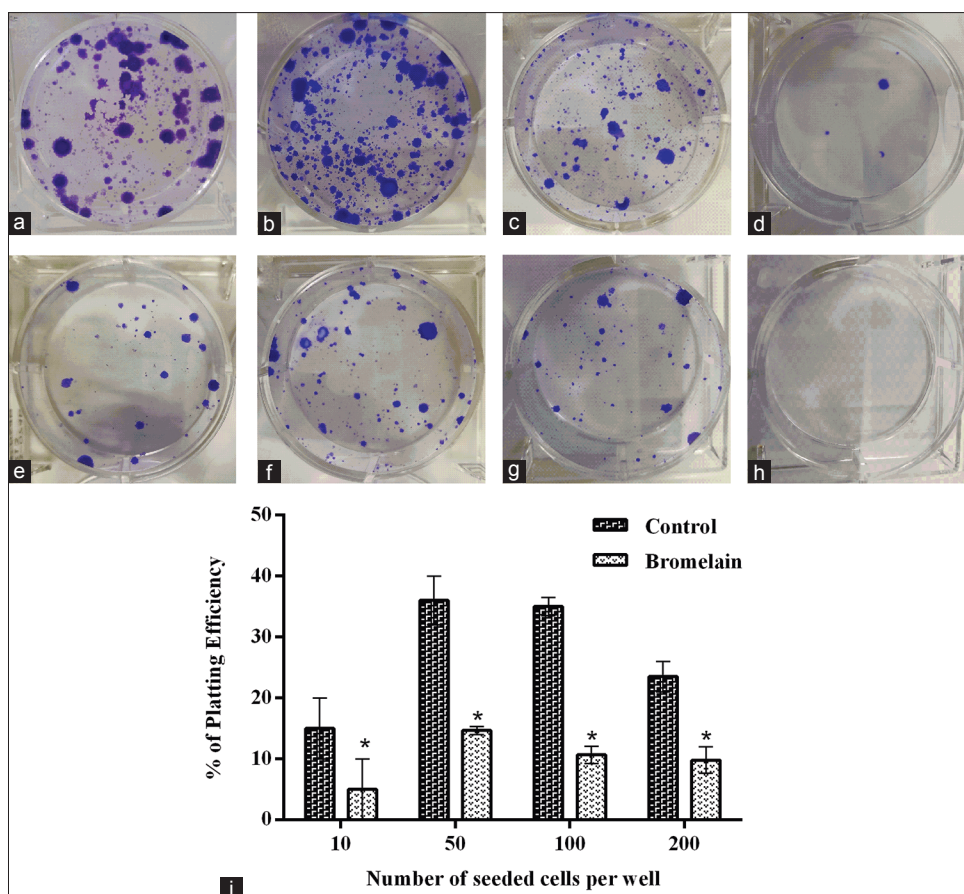 a
b
c
d
e
f
g
h
50
40
30
20
10
0
% of Platting Efficiency
Control
Bromelain
*
*
*
*
10
50
100
200
Number of seeded cells per well
i